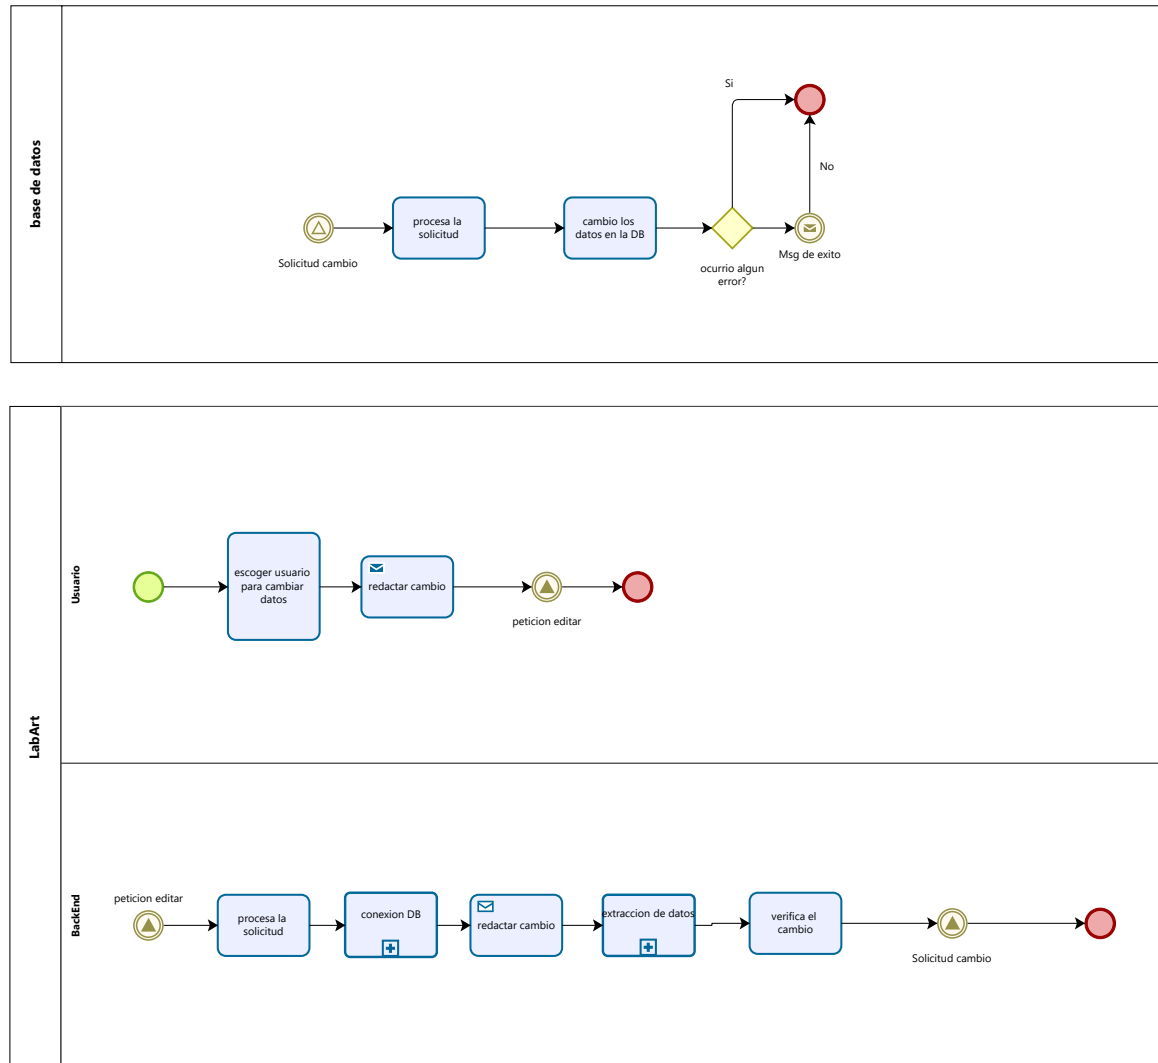 base de datos
Si
No
procesa la
solicitud
cambio los
datos en la DB
Solicitud cambio
ocurrio algun
error?
Msg de exito
LabArt
Usuario
escoger usuario
para cambiar
datos
redactar cambio
peticion editar
BackEnd
peticion editar
procesa la
solicitud
conexion DB
redactar cambio
extraccion de datos
verifica el
cambio
Solicitud cambio